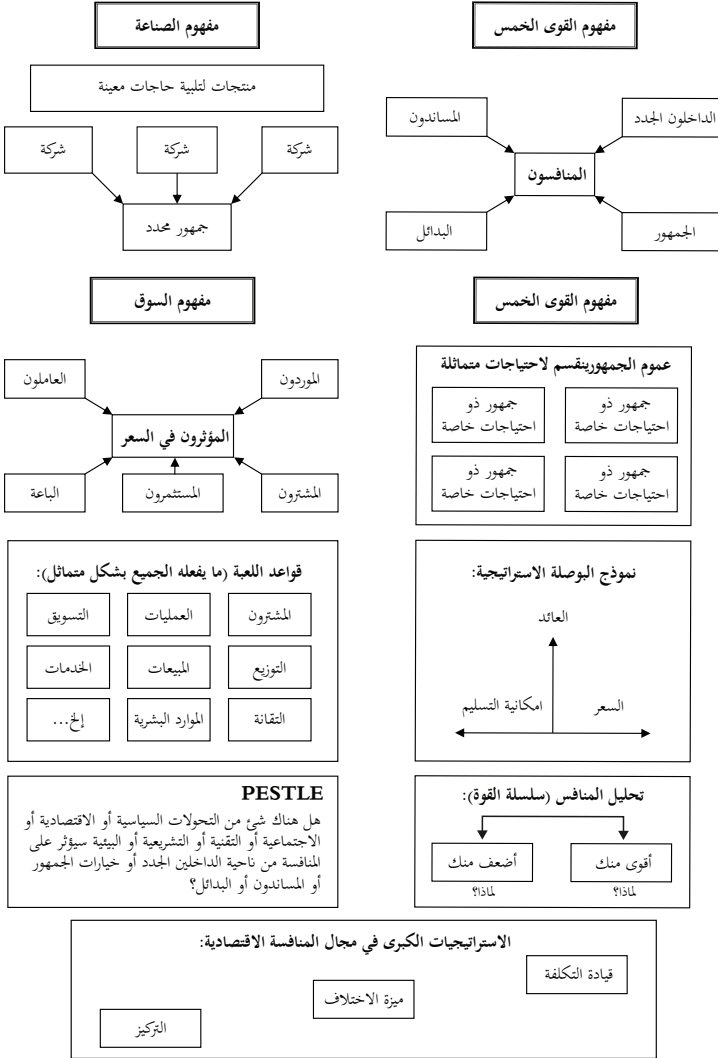 مفهوم القوى الخمس
المساندون
الداخلون الجدد
المنافسون
البدائل
الجمهور
مفهوم الصناعة
منتجات لتلبية حاجات معينة
شركة
شركة
شركة
جمهور محدد
مفهوم القوى الخمس
عموم الجمهورينقسم لاحتياجات متماثلة
جمهور ذو
احتياجات خاصة
جمهور ذو
احتياجات خاصة
جمهور ذو
احتياجات خاصة
جمهور ذو
احتياجات خاصة
مفهوم السوق
الموردون
العاملون
المؤثرون في السعر
المشترون
المستثمرون
الباعة
نموذج البوصلة الاستراتيجية:
العائد
السعر
امكانية التسليم
قواعد اللعبة (ما يفعله الجميع بشكل متماثل):
المشترون
العمليات
التسويق
التوزيع
المبيعات
الخدمات
التقانة
الموارد البشرية
إلخ...
تحليل المنافس (سلسلة القوة):
أقوى منك
لماذا؟
أضعف منك
لماذا؟
PESTLE
هل هناك شئ من التحولات السياسية أو الاقتصادية أو
الاجتماعية أو التقنية أو التشريعية أو البيئية سيؤثر على
المنافسة من ناحية الداخلين الجدد أو خيارات الجمهور
أو المساندون أو البدائل؟
الاستراتيجيات الكبرى في مجال المنافسة الاقتصادية:
قيادة التكلفة
ميزة الاختلاف
التركيز